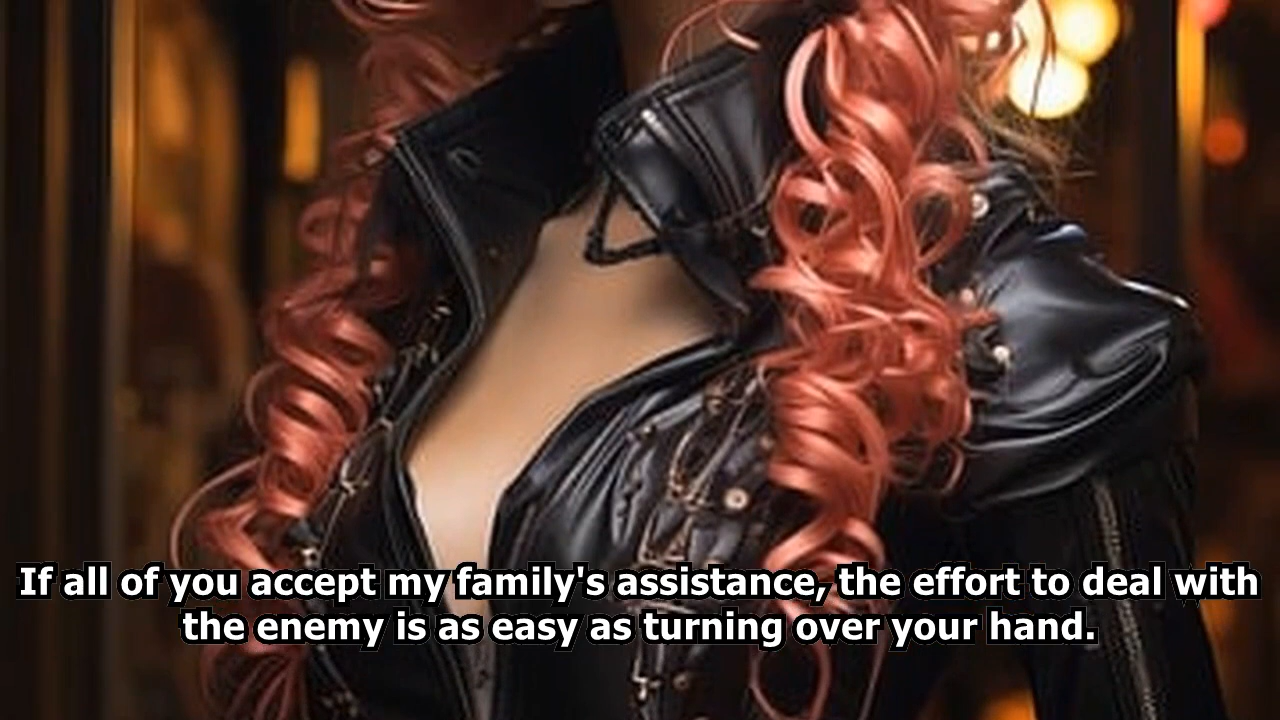 If all of you accept my family's assistance, the effort to deal with
the enemy is as easy as turning over your hand.